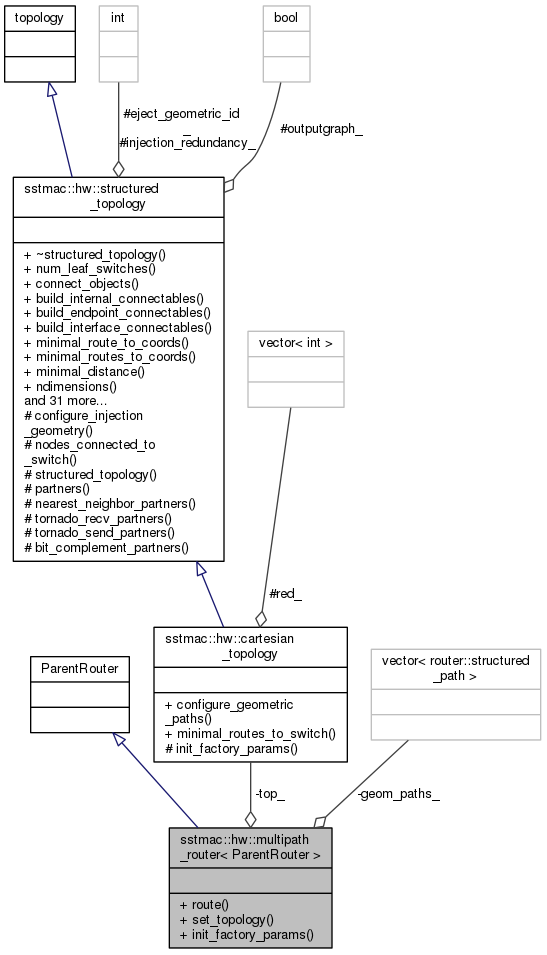 topology
int
bool
#eject_geometric_id
_
#injection_redundancy_
#outputgraph_
sstmac::hw::structured
_topology
+ ~structured_topology()
+ num_leaf_switches()
+ connect_objects()
+ build_internal_connectables()
+ build_endpoint_connectables()
+ build_interface_connectables()
+ minimal_route_to_coords()
+ minimal_routes_to_coords()
+ minimal_distance()
+ ndimensions()
and 31 more...
# configure_injection
_geometry()
# nodes_connected_to
_switch()
# structured_topology()
# partners()
# nearest_neighbor_partners()
# tornado_recv_partners()
# tornado_send_partners()
# bit_complement_partners()
vector< int >
#red_
sstmac::hw::cartesian
_topology
+ configure_geometric
_paths()
+ minimal_routes_to_switch()
# init_factory_params()
ParentRouter
vector< router::structured
_path >
-top_
-geom_paths_
sstmac::hw::multipath
_router< ParentRouter >
+ route()
+ set_topology()
+ init_factory_params()